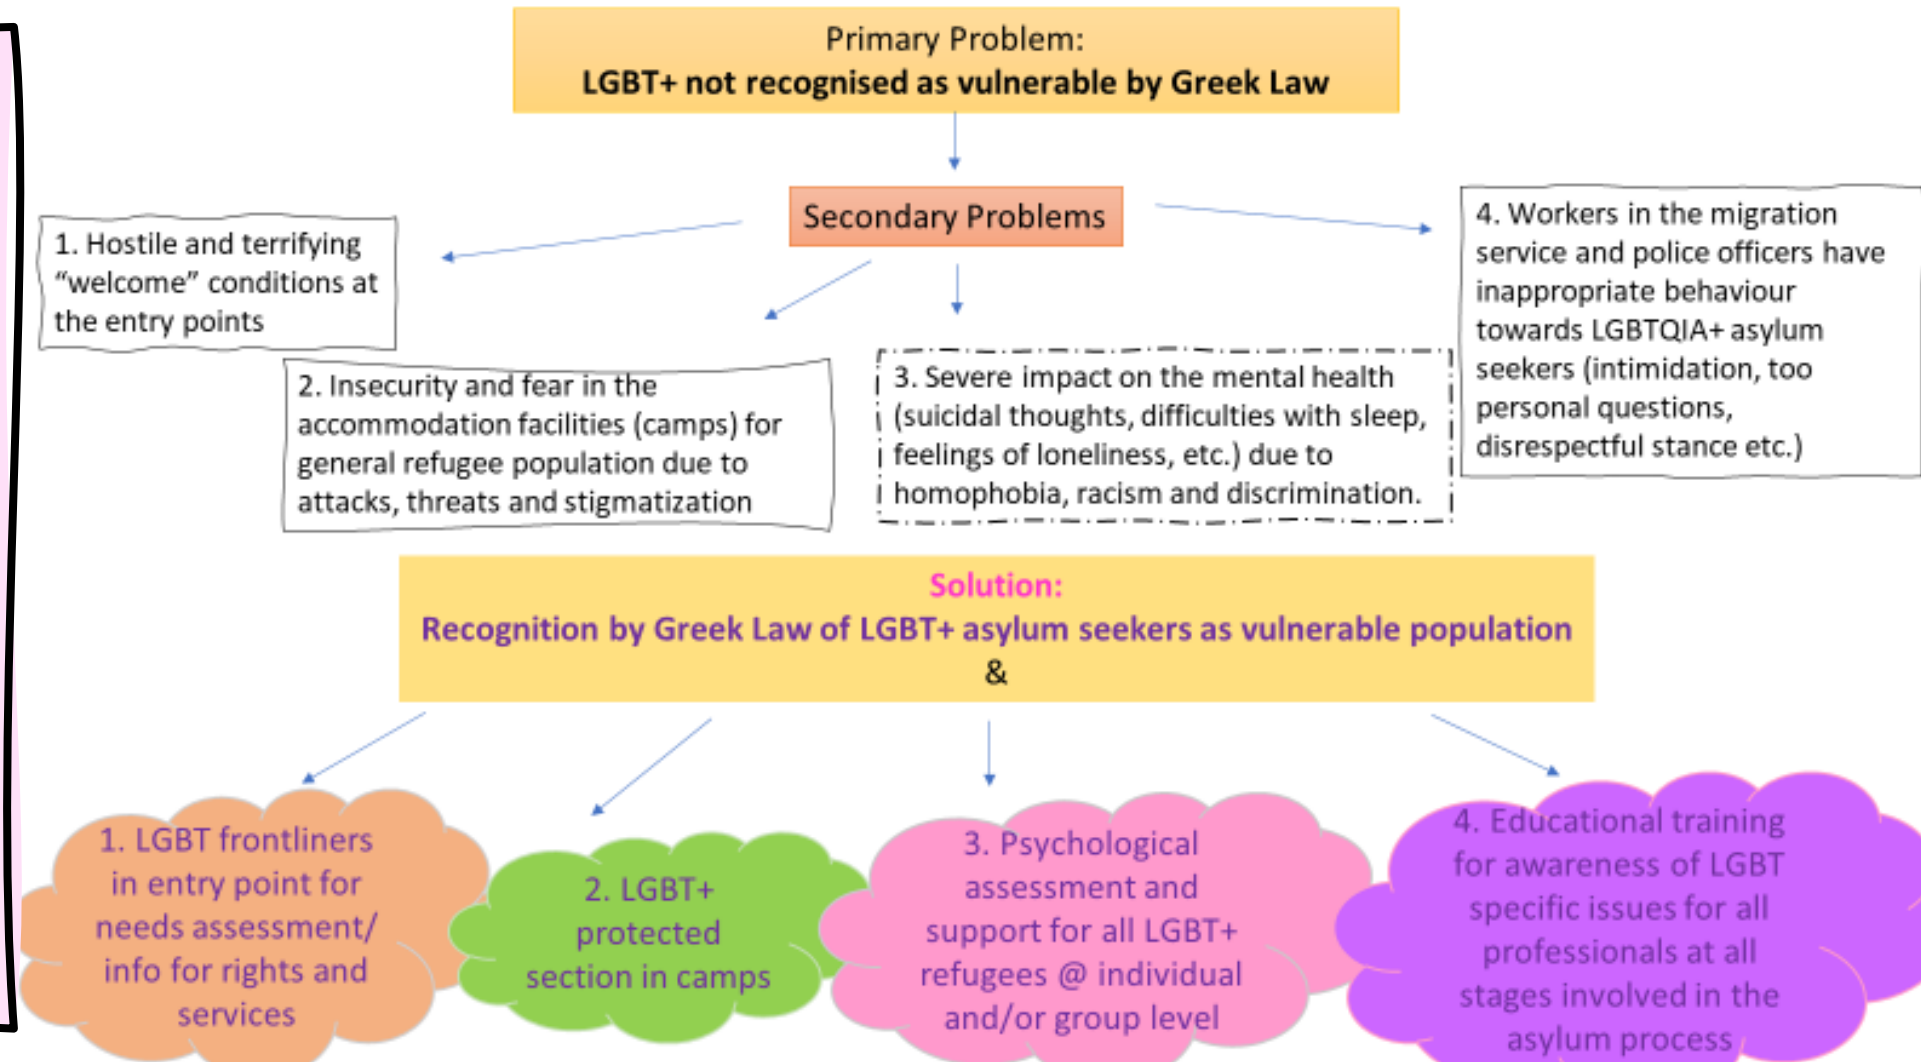 Primary Problem:
LGBT+ not recognised as vulnerable by Greek Law
Secondary Problems
1. Hostile and terrifying
“welcome” conditions at
the entry points
2. Insecurity and fear in the
accommodation facilities (camps) for
general refugee population due to
attacks, threats and stigmatization
3. Severe impact on the mental health
(suicidal thoughts, difficulties with sleep,
feelings of loneliness, etc.) due to
homophobia, racism and discrimination.
4. Workers in the migration
service and police officers have
inappropriate behaviour
towards LGBTQIA+ asylum
seekers (intimidation, too
personal questions,
disrespectful stance etc.)
Solution:
Recognition by Greek Law of LGBT+ asylum seekers as vulnerable population
&
1. LGBT frontliners
in entry point for
needs assessment/
info for rights and
services
2. LGBT+
protected
section in camps
3. Psychological
assessment and
support for all LGBT+
refugees @ individual
and/or group level
4. Educational training
for awareness of LGBT
specific issues for all
professionals at all
stages involved in the
asylum process